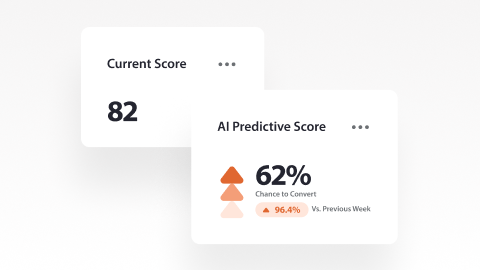 Current Score
82
AI Predictive Score
62%
Chance to Convert
96.4% Vs. Previous Week